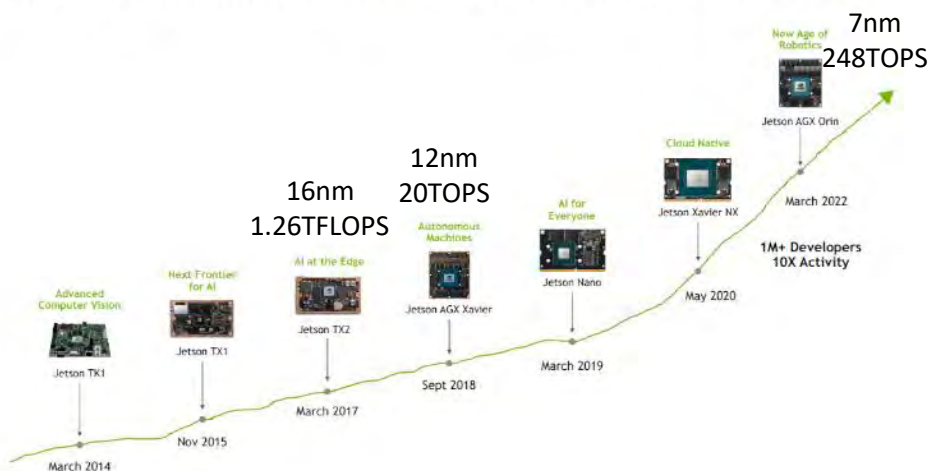 Advanced
Computer Vision
Jetson TK1
March 2014
Next Frontier
for AI
Jetson TX1
Nov 2015
16nm
1.26TFLOPS
AI at the Edge
Jetson TX2
March 2017
12nm
20TOPS
Autonomous
Machines
Jetson AGX Xavier
Sept 2018
AI for
Everyone
Jetson Nano
March 2019
Cloud Native
Jetson Xavier NX
May 2020
7nm
248TOPS
New Age of
Robotics
Jetson AGX Orin
March 2022
1M+ Developers
10X Activity